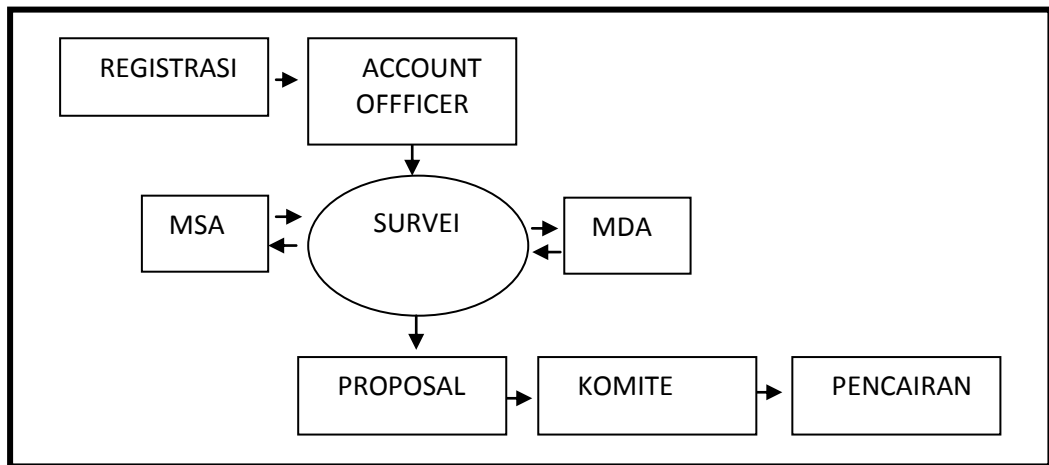 REGISTRASI
ACCOUNT
OFFFICER
MSA
SURVEI
MDA
PROPOSAL
KOMITE
PENCAIRAN